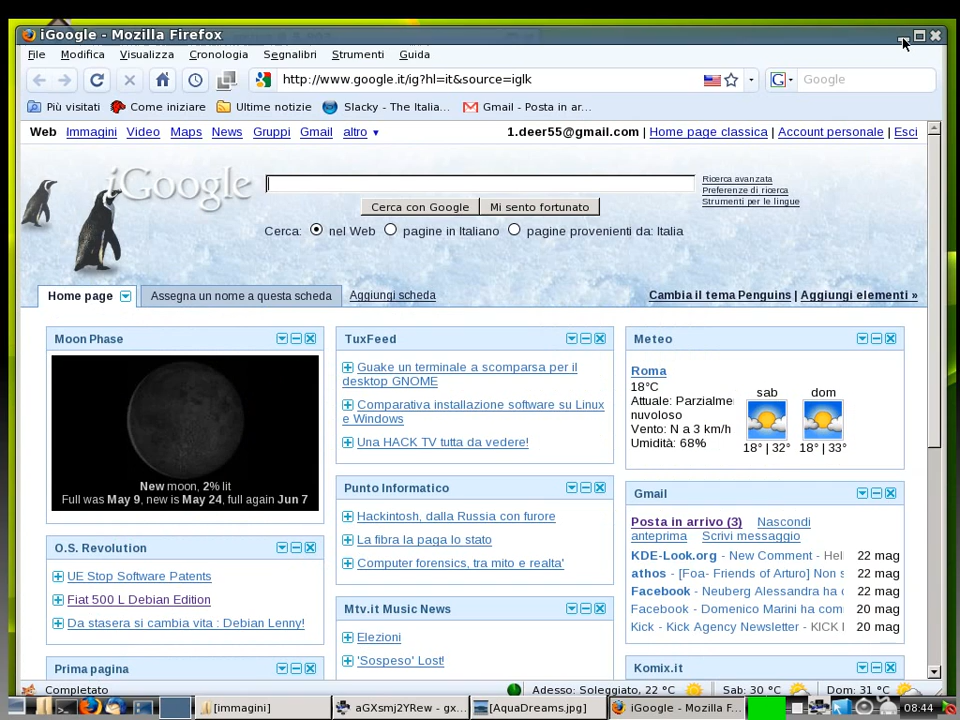 iGoogle - Mozilla Firefox
File Modifica Visualizza Cronologia Segnalibri Strumenti Guida
http://www.google.it/ig?hl=it&source=iglk
Google
Più visitati Come iniziare Ultime notizie Slacky - The Italia... Gmail - Posta in ar...
Web Immagini Video Maps News Gruppi Gmail altro ▼
1.deer55@gmail.com | Home page classica | Account personale | Esci
iGoogle
Ricerca avanzata
Preferenze di ricerca
Strumenti per le lingue
Cerca con Google Mi sento fortunato
Cerca: nel Web pagine in Italiano pagine provenienti da: Italia
Home page Assegna un nome a questa scheda Aggiungi scheda
Cambia il tema Penguins | Aggiungi elementi »
Moon Phase
New moon, 2% lit
Full was May 9, new is May 24, full again Jun 7
O.S. Revolution
UE Stop Software Patents
Fiat 500 L Debian Edition
Da stasera si cambia vita : Debian Lenny!
Prima pagina
TuxFeed
Guake un terminale a scomparsa per il
desktop GNOME
Comparativa installazione software su Linux
e Windows
Una HACK TV tutta da vedere!
Punto Informatico
Hackintosh, dalla Russia con furore
La fibra la paga lo stato
Computer forensics, tra mito e realta'
Mtv.it Music News
Elezioni
'Sospeso' Lost!
Meteo
Roma
18°C
Attuale: Parzialme
nuvoloso
Vento: N a 3 km/h
Umidità: 68%
sab dom
18° | 32° 18° | 33°
Gmail
Posta in arrivo (3) Nascondi
anteprima Scrivi messaggio
KDE-Look.org - New Comment - Hel 22 mag
athos - [Foa- Friends of Arturo] Non s 22 mag
Facebook - Neuberg Alessandra ha c 22 mag
Facebook - Domenico Marini ha com 20 mag
Kick - Kick Agency Newsletter - KICK 20 mag
Komix.it
Completato
Adesso: Soleggiato, 22 °C Sab: 30 °C Dom: 31 °C
[immagini] aGXsmj2YRew - gx... [AquaDreams.jpg] iGoogle - Mozilla F... 08:44